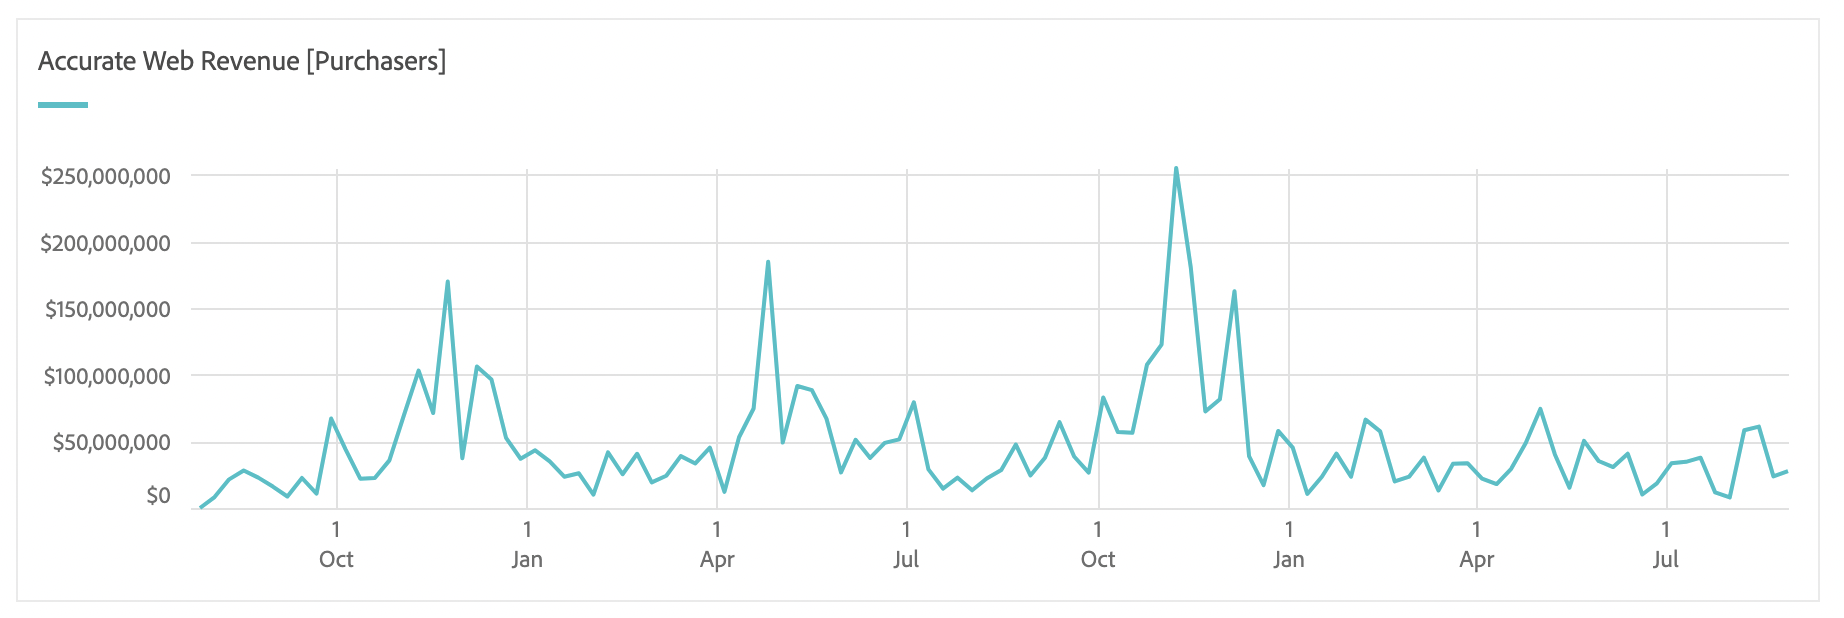 Accurate Web Revenue [Purchasers]
$250,000,000
$200,000,000
$150,000,000
$100,000,000
$50,000,000
$0
1 1 1 1 1 1 1 1
Oct Jan Apr Jul Oct Jan Apr Jul